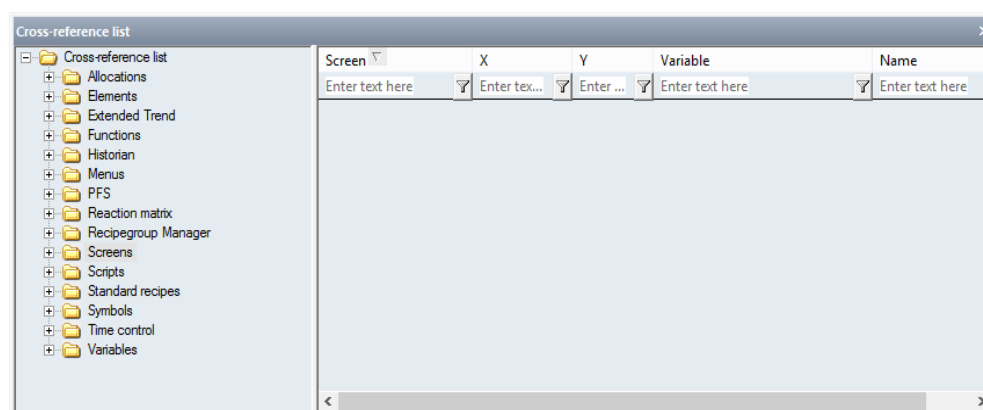 Cross-reference list
Cross-reference list
Allocations
Elements
Extended Trend
Functions
Historian
Menus
PFS
Reaction matrix
Recipegroup Manager
Screens
Scripts
Standard recipes
Symbols
Time control
Variables
Screen X Y Variable Name
Enter text here Enter tex... Enter ... Enter text here Enter text here